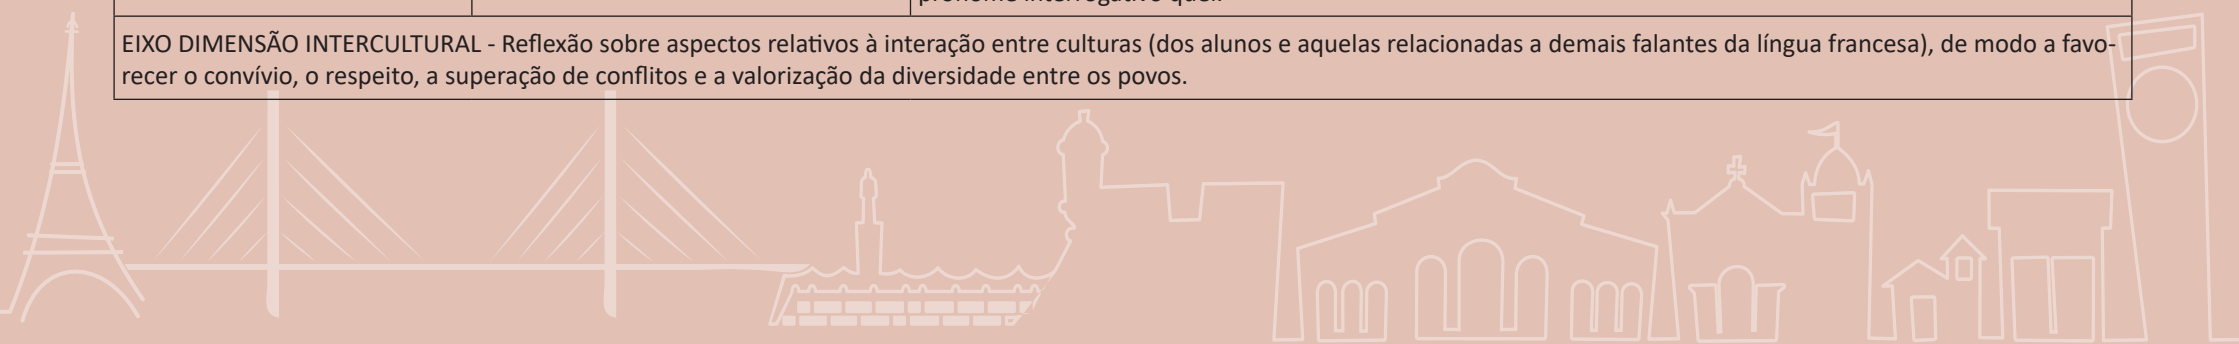 EIXO DIMENSÃO INTERCULTURAL - Reflexão sobre aspectos relativos à interação entre culturas (dos alunos e aquelas relacionadas a demais falantes da língua francesa), de modo a favo-
recer o convívio, o respeito, a superação de conflitos e a valorização da diversidade entre os povos.